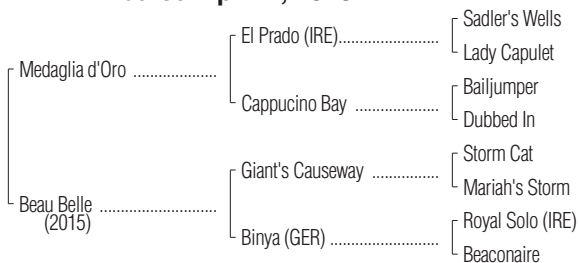 Sadler's Wells
El Prado (IRE)
Lady Capulet
Medaglia d'Oro
Bailjumper
Cappucino Bay
Dubbed In
Storm Cat
Giant's Causeway
Mariah's Storm
Beau Belle
(2015)
Royal Solo (IRE)
Binya (GER)
Beaconaire